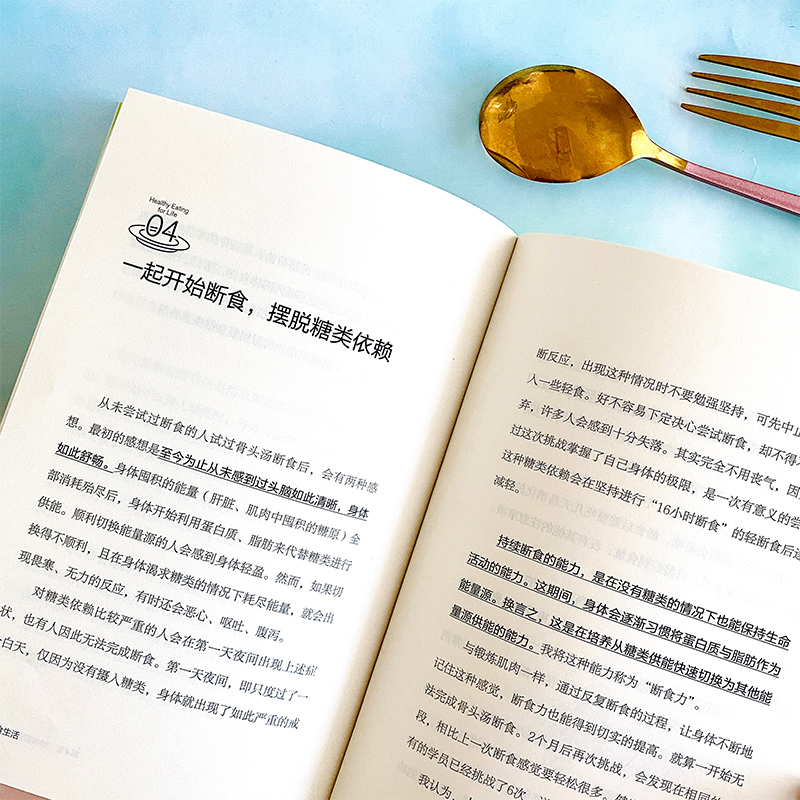 Healthy Eating
for Life
04
一起开始断食，摆脱糖类依赖
从未尝试过断食的人试过骨头汤断食后，会有两种感
想。最初的感想是至今为止从未感到过头脑如此清晰，身体
如此舒畅。身体囤积的能量（肝脏、肌肉中囤积的糖原）全
部消耗殆尽后，身体开始利用蛋白质、脂肪来代替糖类进行
供能。顺利切换能量源的人会感到身体轻盈。然而，如果切
换得不顺利，且在身体渴求糖类的情况下耗尽能量，就会出
现畏寒、无力的反应，有时还会恶心、呕吐、腹泻。
对糖类依赖比较严重的人会在第一天夜间出现上述症
状，也有人因此无法完成断食。第一天夜间，即只度过了一
白天，仅因为没有摄入糖类，身体就出现了如此严重的戒
生活
断反应，出现这种情况时不要勉强坚持，可先中止
入一些轻食。好不容易下定决心尝试断食，却不得不
弃，许多人会感到十分失落。其实完全不用丧气，因
过这次挑战掌握了自己身体的极限，是一次有意义的尝
这种糖类依赖会在坚持进行“16小时断食”的轻断食后逐
减轻。
持续断食的能力，是在没有糖类的情况下也能保持生命
活动的能力。这期间，身体会逐渐习惯将蛋白质与脂肪作为
能量源。换言之，这是在培养从糖类供能快速切换为其他能
量源供能的能力。我将这种能力称为“断食力”。
与锻炼肌肉一样，通过反复断食的过程，让身体不断地
记住这种感觉，断食力也能得到切实的提高。就算一开始无
法完成骨头汤断食。2个月后再次挑战，会发现在相同的
段，相比上一次断食感觉要轻松很多。
有的学员已经挑战了6次
我认为